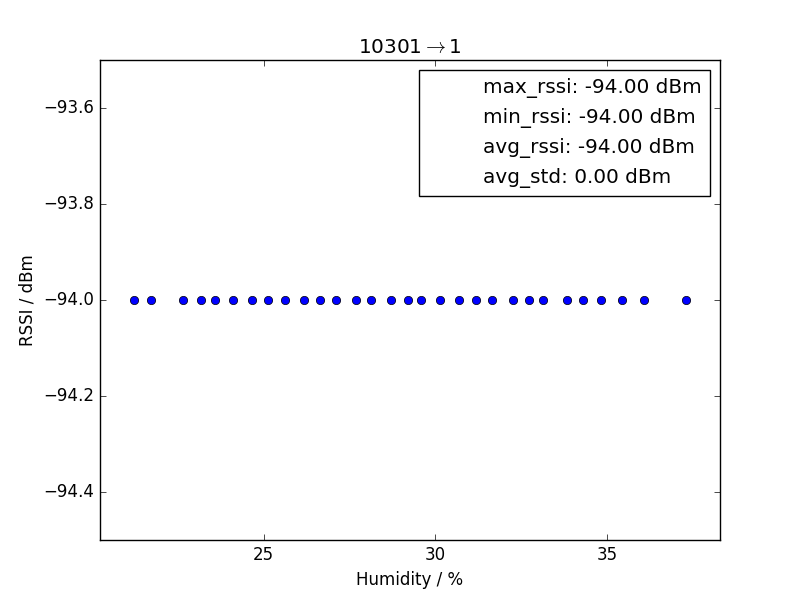 10301→1
max_rssi: -94.00 dBm
min_rssi: -94.00 dBm
avg_rssi: -94.00 dBm
avg_std: 0.00 dBm
−93.6
−93.8
−94.0
−94.2
−94.4
RSSI / dBm
25 30 35
Humidity / %